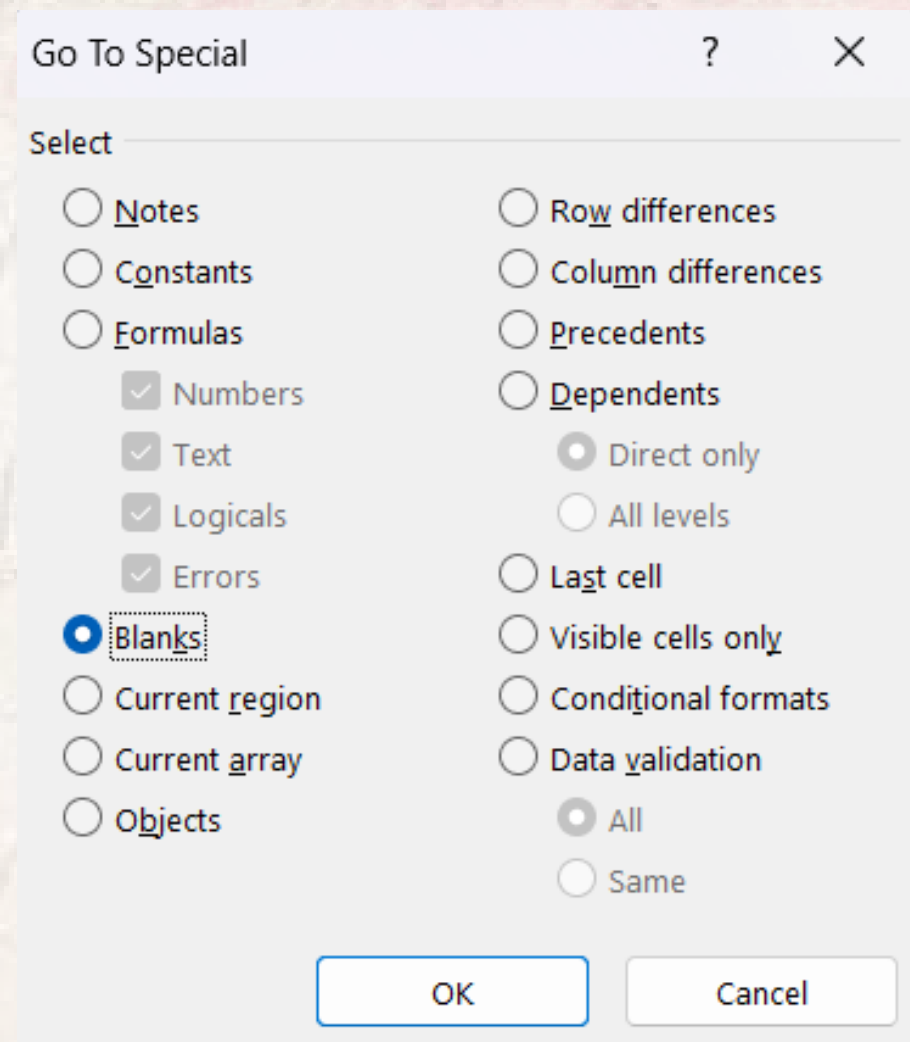 Go To Special
?
Select
Notes
Constants
Formulas
Numbers
Text
Logicals
Errors
Blanks
Current region
Current array
Objects
Row differences
Column differences
Precedents
Dependents
Direct only
All levels
Last cell
Visible cells only
Conditional formats
Data validation
All
Same
OK
Cancel